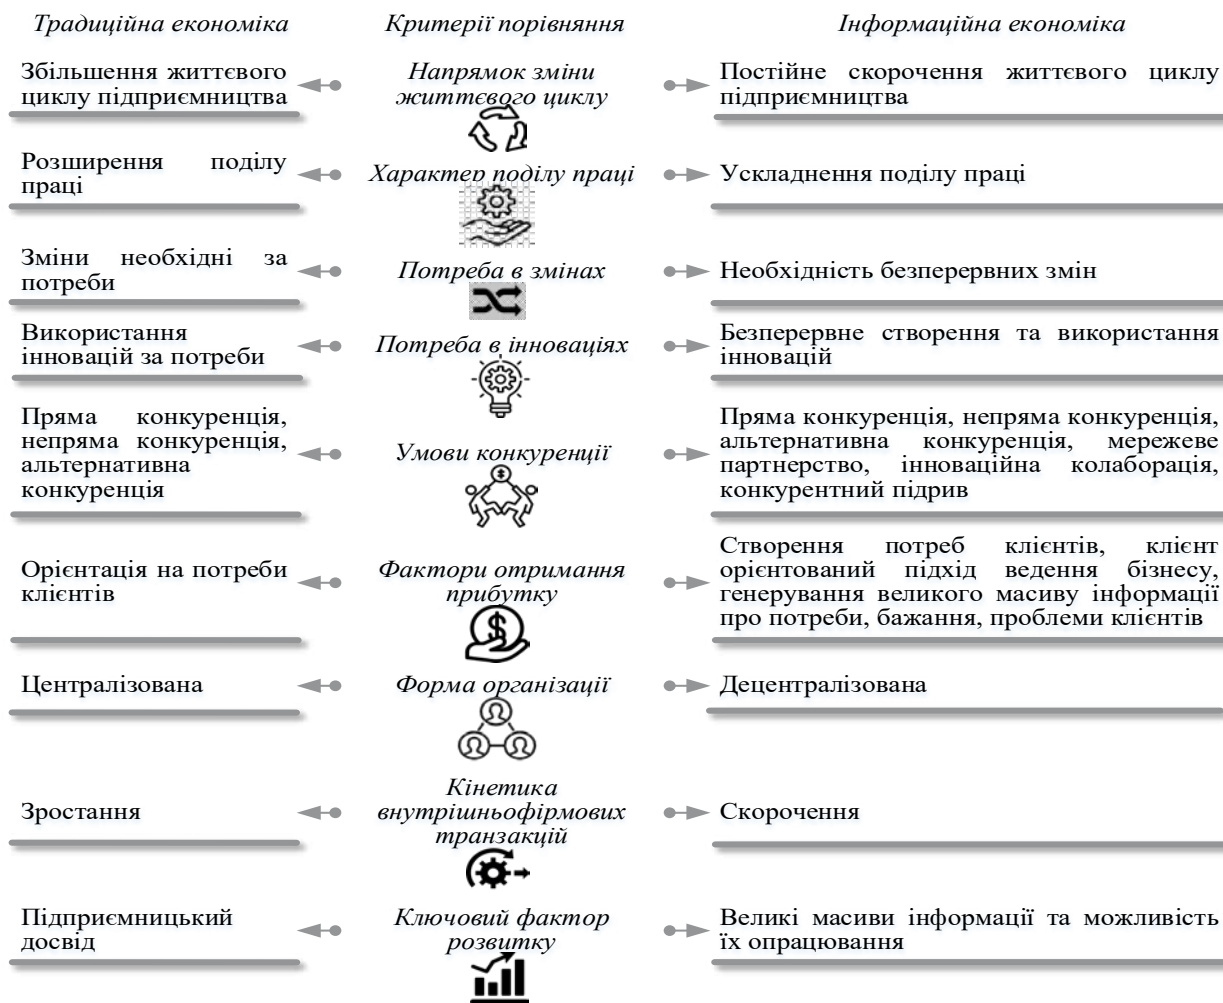 Традиційна економіка
Критерії порівняння
Інформаційна економіка
Збільшення життєвого
циклу підприємництва
Напрямок зміни
життєвого циклу
Постійне скорочення життєвого циклу
підприємництва
Розширення поділу
праці
Характер поділу праці
Ускладнення поділу праці
Зміни необхідні за
потреби
Потреба в змінах
Необхідність безперервних змін
Використання
інновацій за потреби
Потреба в інноваціях
Безперервне створення та використання
інновацій
Пряма конкуренція,
непряма конкуренція,
альтернативна
конкуренція
Умови конкуренції
Пряма конкуренція, непряма конкуренція,
альтернативна конкуренція, мережеве
партнерство, інноваційна колаборація,
конкурентний підрив
Орієнтація на потреби
клієнтів
Фактори отримання
прибутку
Створення потреб клієнтів, клієнт
орієнтований підхід ведення бізнесу,
генерування великого масиву інформації
про потреби, бажання, проблеми клієнтів
Централізована
Форма організації
Децентралізована
Зростання
Кінетика
внутрішньофірмових
транзакцій
Скорочення
Підприємницький
досвід
Ключовий фактор
розвитку
Великі масиви інформації та можливість
їх опрацювання